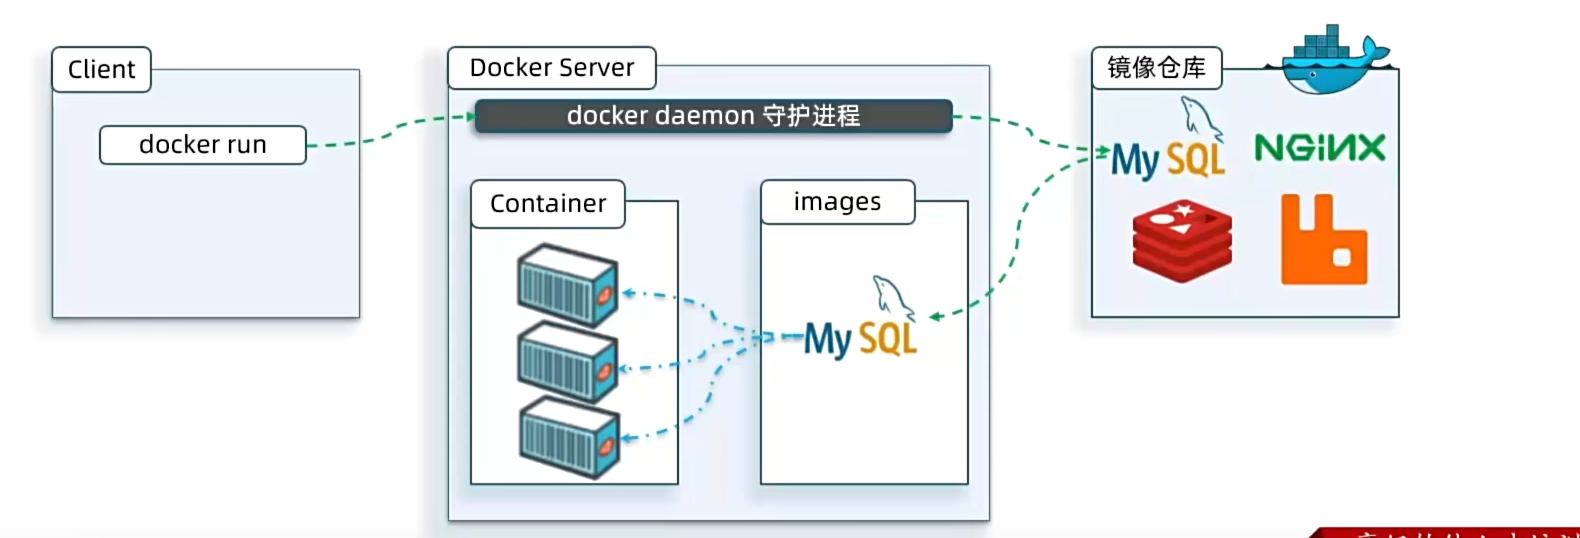 Client
docker run
Docker Server
docker daemon 守护进程
Container
images
MySQL
镜像仓库
MySQL
NGINX